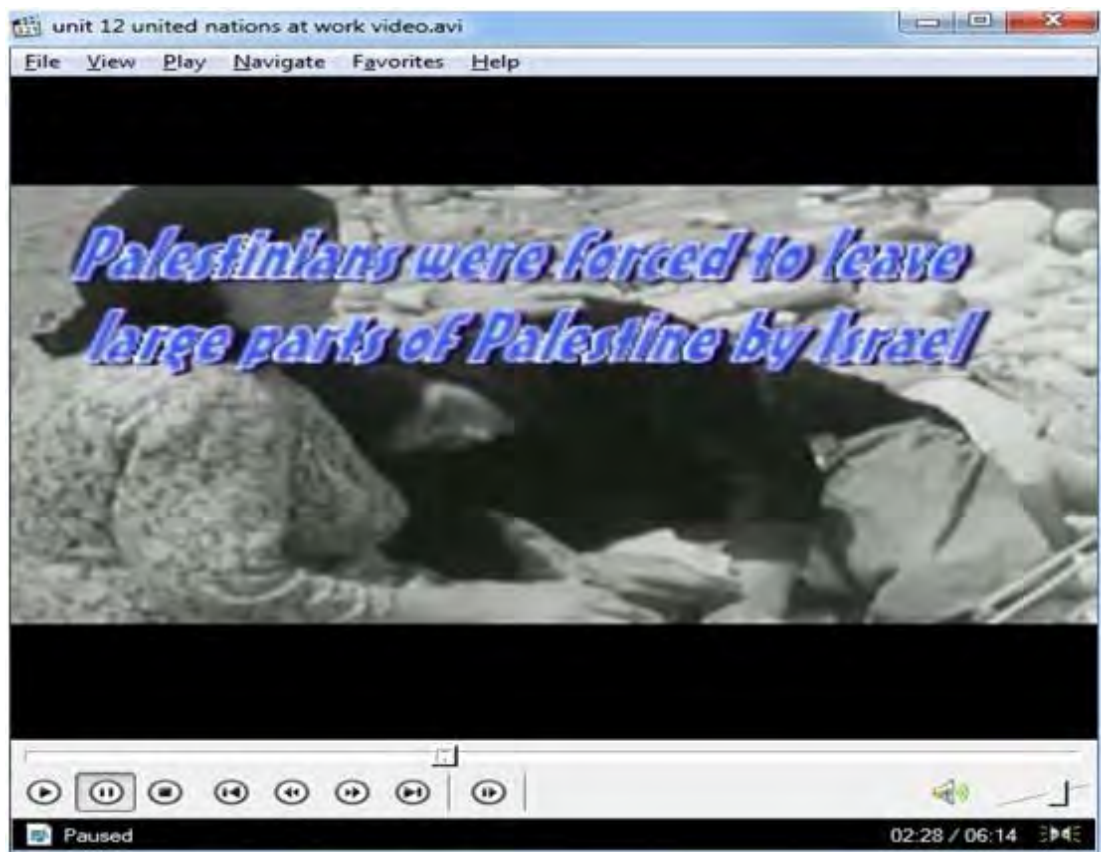 unit 12 united nations at work video.avi
File View Play Navigate Favorites Help
Palestinians were forced to leave
large parts of Palestine by Israel
Paused
02:28 / 06:14